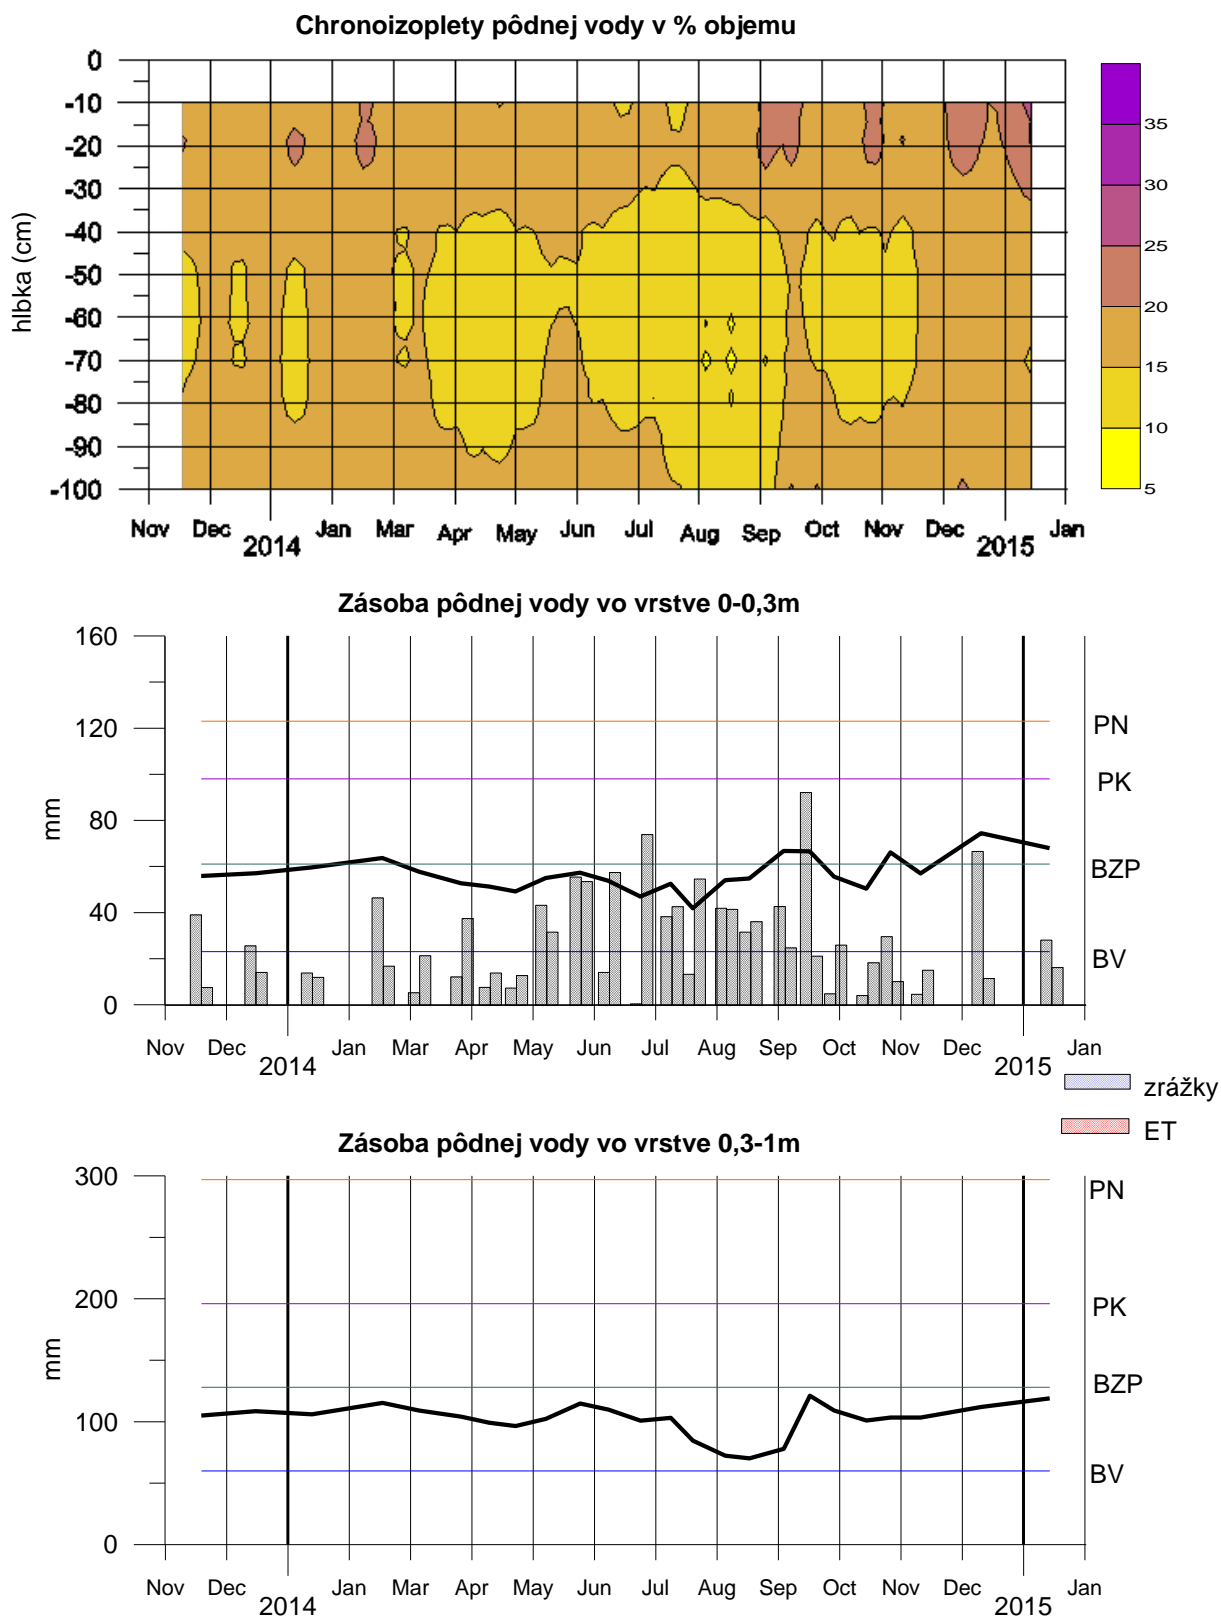 Chronoizoplety pôdnej vody v % objemu
0
-10
-20
-30
-40
-50
-60
-70
-80
-90
-100
hlbka (cm)
35
30
25
20
15
10
5
Nov Dec 2014 Jan Mar Apr May Jun Jul Aug Sep Oct Nov Dec 2015 Jan
Zásoba pôdnej vody vo vrstve 0-0,3m
160
120
80
40
0
mm
PN
PK
BZP
BV
Nov Dec 2014 Jan Mar Apr May Jun Jul Aug Sep Oct Nov Dec 2015 Jan
zrážky
ET
Zásoba pôdnej vody vo vrstve 0,3-1m
300
200
100
0
mm
PN
PK
BZP
BV
Nov Dec 2014 Jan Mar Apr May Jun Jul Aug Sep Oct Nov Dec 2015 Jan